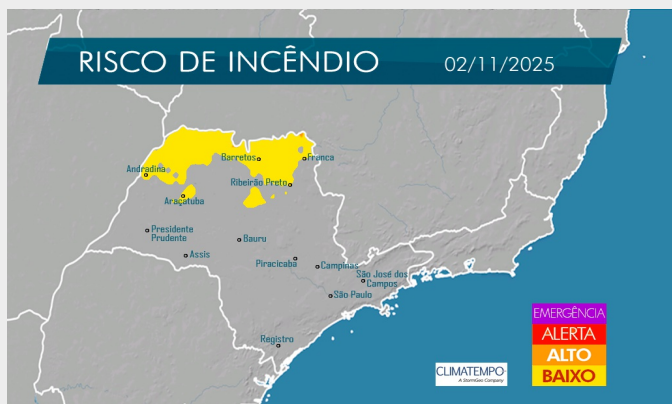 RISCO DE INCÊNDIO 02/11/2025
Barretos Franca
Andradina
Ribeirão Preto
Araçatuba
Presidente
Prudente
Bauru
Assis
Piracicaba
Campinas
São José dos
Campos
São Paulo
Registro
EMERGÊNCIA
ALERTA
ALTO
BAIXO
CLIMATEMPO
A StormGeo Company